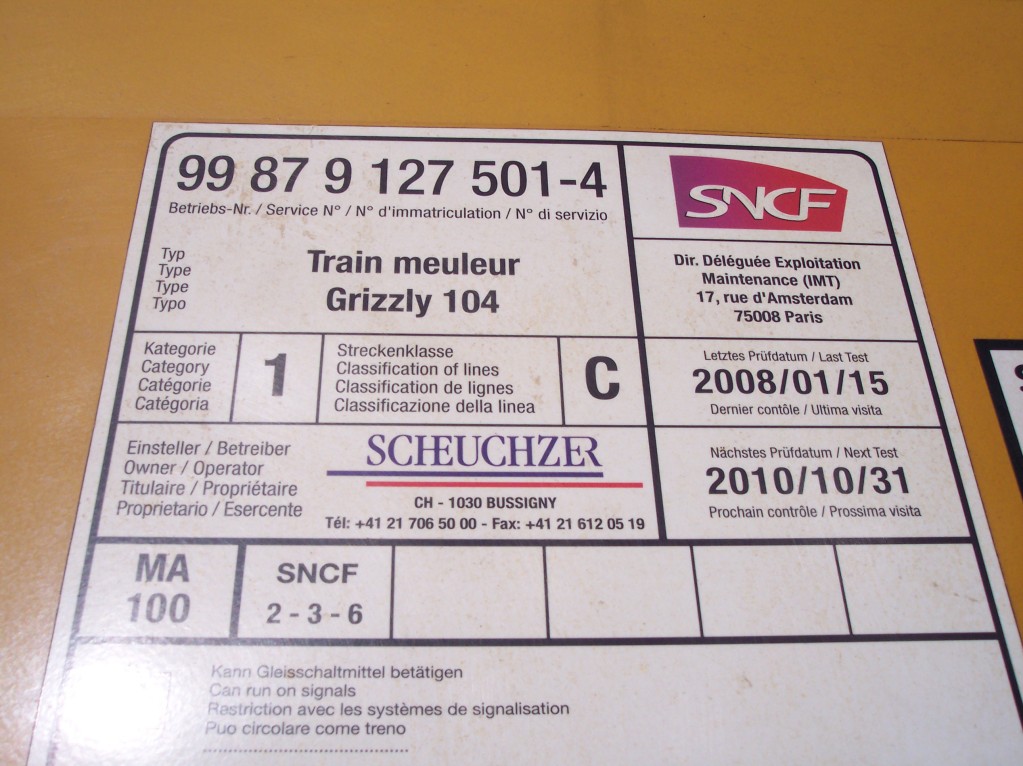 99 87 9 127 501-4
Betriebs-Nr. / Service N° / N° d'immatriculation / N° di servizio
SNCF
Typ
Type
Type
Typo
Train meuleur
Grizzly 104
Dir. Déléguée Exploitation
Maintenance (IMT)
17, rue d'Amsterdam
75008 Paris
Kategorie
Category
Catégorie
Catégoria
1
Streckenklasse
Classification of lines
Classification de lignes
Classificazione della linea
C
Letztes Prüfdatum / Last Test
2008/01/15
Dernier contôle / Ultima visita
Einsteller / Betreiber
Owner / Operator
Titulaire / Propriétaire
Proprietario / Esercente
SCHEUCHZER
CH - 1030 BUSSIGNY
Tél: +41 21 706 50 00 - Fax: +41 21 612 05 19
Nächstes Prüfdatum / Next Test
2010/10/31
Prochain contrôle / Prossima visita
MA
100
SNCF
2 - 3 - 6
Kann Gleisschaltmittel betätigen
Can run on signals
Restriction avec les systèmes de signalisation
Puo circolare come treno